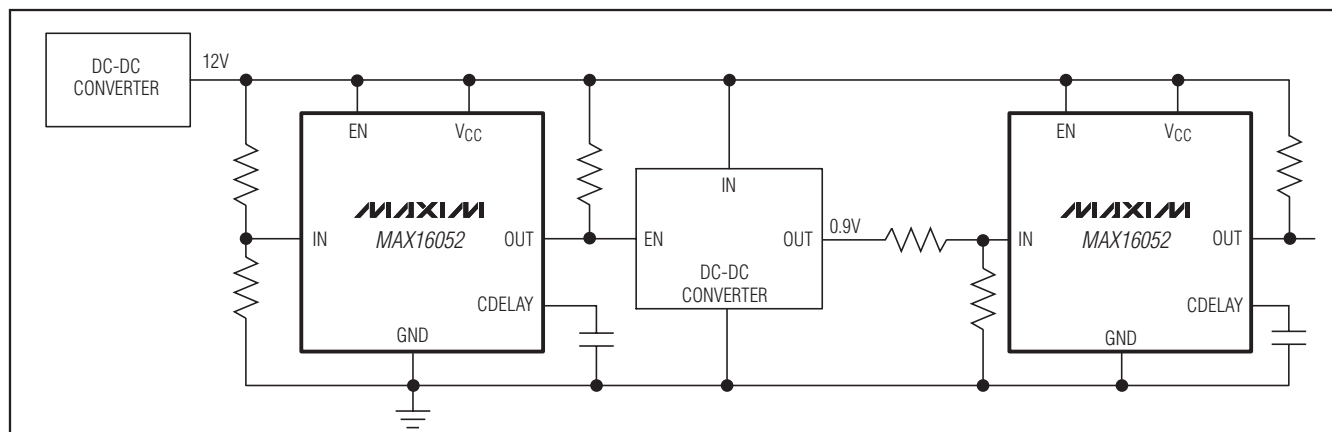 DC-DC
CONVERTER
12V
EN
VCC
MAXIM
MAX16052
IN
OUT
CDELAY
GND
IN
EN
OUT
DC-DC
CONVERTER
0.9V
EN
VCC
MAXIM
MAX16052
IN
OUT
CDELAY
GND